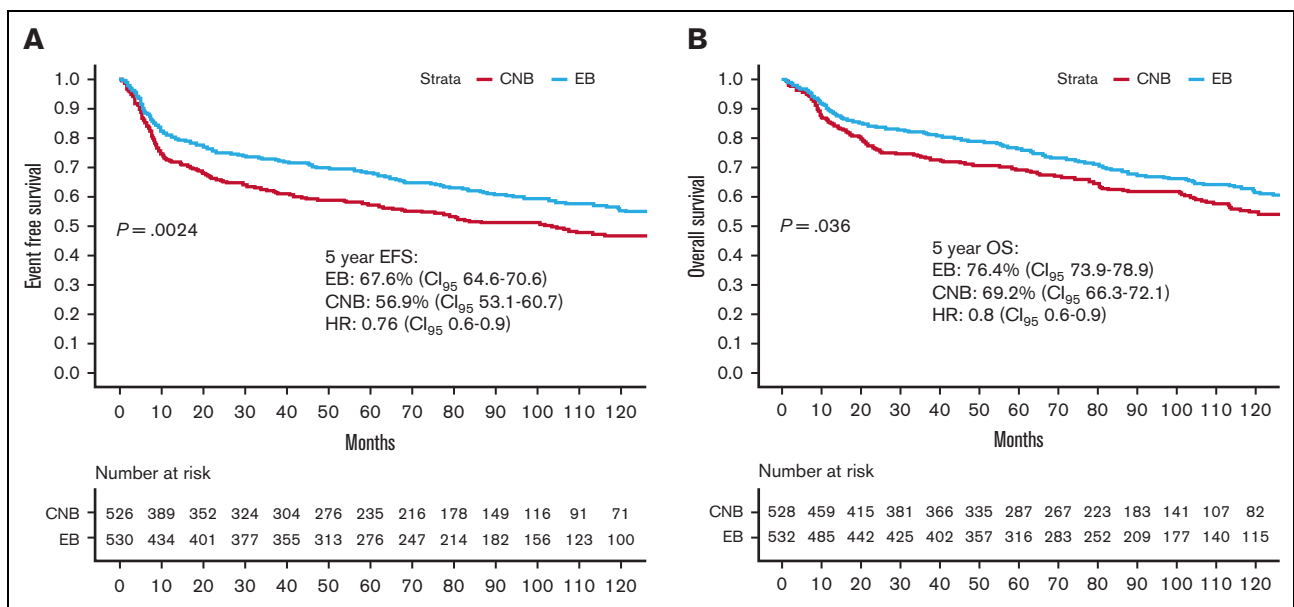 A
Strata CNB EB
Event free survival
1.0
0.9
0.8
0.7
0.6
0.5
0.4
0.3
0.2
0.1
0.0
P = .0024
5 year EFS:
EB: 67.6% (CI95 64.6-70.6)
CNB: 56.9% (CI95 53.1-60.7)
HR: 0.76 (CI95 0.6-0.9)
0 10 20 30 40 50 60 70 80 90 100 110 120
Months
Number at risk
CNB 526 389 352 324 304 276 235 216 178 149 116 91 71
EB 530 434 401 377 355 313 276 247 214 182 156 123 100
0 10 20 30 40 50 60 70 80 90 100 110 120
B
Strata CNB EB
Overall survival
1.0
0.9
0.8
0.7
0.6
0.5
0.4
0.3
0.2
0.1
0.0
P = .036
5 year OS:
EB: 76.4% (CI95 73.9-78.9)
CNB: 69.2% (CI95 66.3-72.1)
HR: 0.8 (CI95 0.6-0.9)
0 10 20 30 40 50 60 70 80 90 100 110 120
Months
Number at risk
CNB 528 459 415 381 366 335 287 267 223 183 141 107 82
EB 532 485 442 425 402 357 316 283 252 209 177 140 115
0 10 20 30 40 50 60 70 80 90 100 110 120